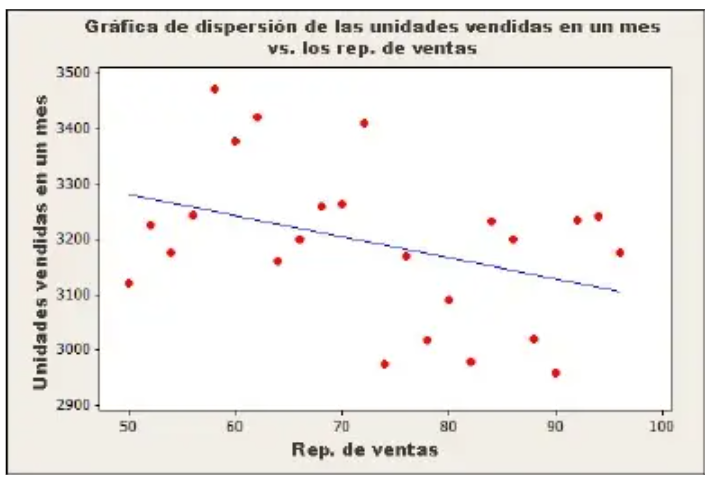 Gráfica de dispersión de las unidades vendidas en un mes
vs. los rep. de ventas
Unidades vendidas en un mes
3500
3400
3300
3200
3100
3000
2900
50 60 70 80 90 100
Rep. de ventas